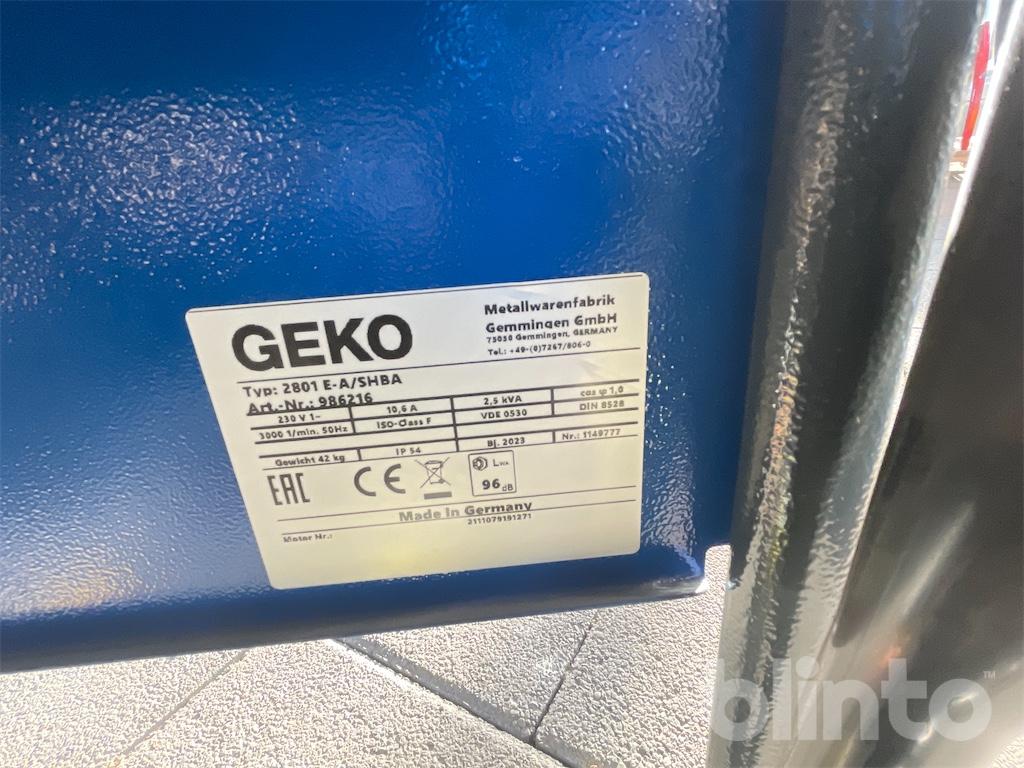 GEKO
Metallwarenfabrik
Gemmingen GmbH
75050 Gemmingen, GERMANY
Tel.: +49-(0)7267/806-0
Typ: 2801 E-A/SHBA
Art.-Nr.: 986216
230 V 1~ 10,6 A 2,5 kVA cos φ 1,0
3000 1/min. 50Hz ISO-Class F VDE 0530 DIN 8528
Gewicht 42 kg IP 54 Bj. 2023 Nr.: 1149777
EAC CE LWA
96 dB
Made in Germany
2111079191271
Motor Nr.:
blinto™